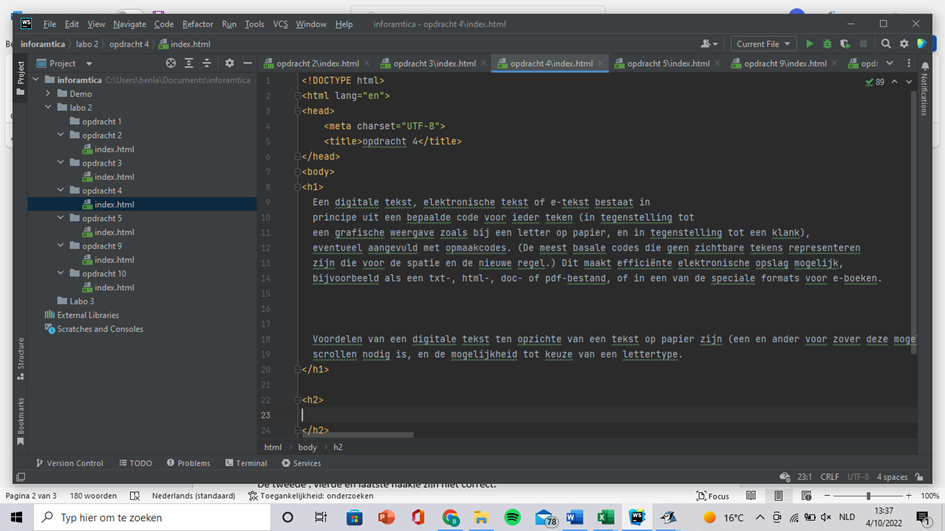 File Edit View Navigate Code Refactor Run Tools VCS Window Help inforamtica - opdracht 4\index.html
inforamtica labo 2 opdracht 4 index.html Current File
Project
opdracht 2\index.html opdracht 3\index.html opdracht 4\index.html opdracht 5\index.html opdracht 9\index.html
inforamtica C:\benla\Documents\inforamtica
Demo
labo 2
opdracht 1
opdracht 2
index.html
opdracht 3
index.html
opdracht 4
index.html
opdracht 5
index.html
opdracht 9
index.html
opdracht 10
index.html
Labo 3
External Libraries
Scratches and Consoles
Project
Structure
Bookmarks
89
Notifications
1 <!DOCTYPE html>
2 <html lang="en">
3 <head>
4 <meta charset="UTF-8">
5 <title>opdracht 4</title>
6 </head>
7 <body>
8 <h1>
9 Een digitale tekst, elektronische tekst of e-tekst bestaat in
10 principe uit een bepaalde code voor ieder teken (in tegenstelling tot
11 een grafische weergave zoals bij een letter op papier, en in tegenstelling tot een klank),
12 eventueel aangevuld met opmaakcodes. (De meest basale codes die geen zichtbare tekens representeren
13 zijn die voor de spatie en de nieuwe regel.) Dit maakt efficiënte elektronische opslag mogelijk,
14 bijvoorbeeld als een txt-, html-, doc- of pdf-bestand, of in een van de speciale formats voor e-boeken.
15
16
17
18 Voordelen van een digitale tekst ten opzichte van een tekst op papier zijn (een en ander voor zover deze moge
19 scrollen nodig is, en de mogelijkheid tot keuze van een lettertype.
20 </h1>
21
22 <h2>
23
24 </h2>
html body h2
Version Control TODO Problems Terminal Services
23:1 CRLF UTF-8 4 spaces
De tweede, vierde en laatste haakje zijn niet correct.
Pagina 2 van 3 180 woorden Nederlands (standaard) Toegankelijkheid: onderzoeken Focus 100%
Typ hier om te zoeken 78 16°C NLD 13:37
4/10/2022 1